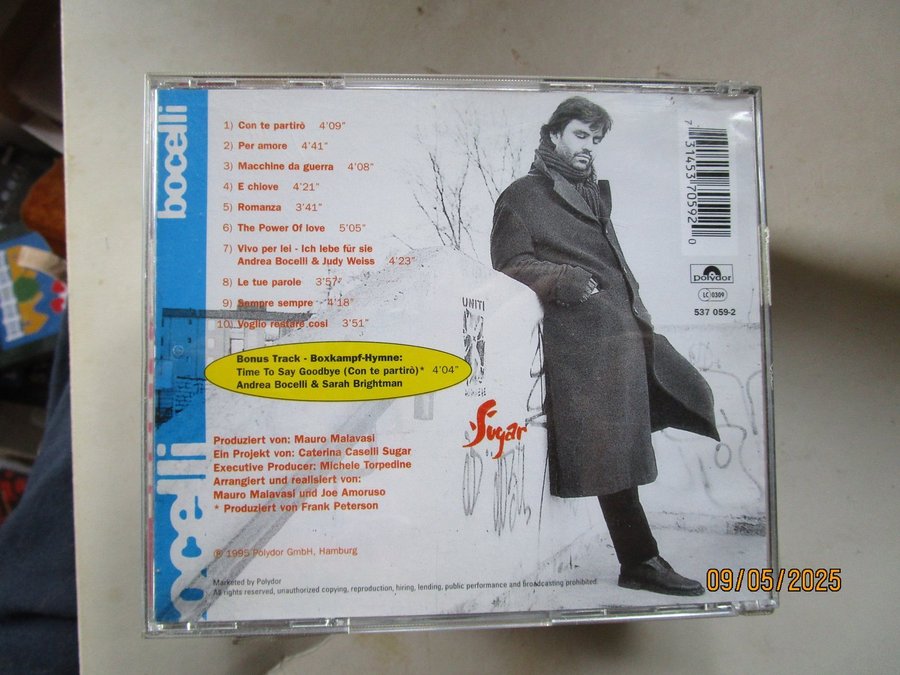 bocelli
bocelli
1) Con te partirò 4'09"
2) Per amore 4'41"
3) Macchine da guerra 4'08"
4) E chiove 4'21"
5) Romanza 3'41"
6) The Power Of love 5'05"
7) Vivo per lei - Ich lebe für sie
Andrea Bocelli & Judy Weiss 4'23"
8) Le tue parole 3'57"
9) Sempre sempre 4'18"
10) Voglio restare cosi 3'51"
Bonus Track - Boxkampf-Hymne:
Time To Say Goodbye (Con te partirò)* 4'04"
Andrea Bocelli & Sarah Brightman
Produziert von: Mauro Malavasi
Ein Projekt von: Caterina Caselli Sugar
Executive Producer: Michele Torpedine
Arrangiert und realisiert von:
Mauro Malavasi und Joe Amoruso
* Produziert von Frank Peterson
℗ 1995 Polydor GmbH, Hamburg
Marketed by Polydor
All rights reserved, unauthorized copying, reproduction, hiring, lending, public performance and broadcasting prohibited.
UNITI
Sugar
7 31453 70592 0
polydor
LC 0309
537 059-2
09/05/2025